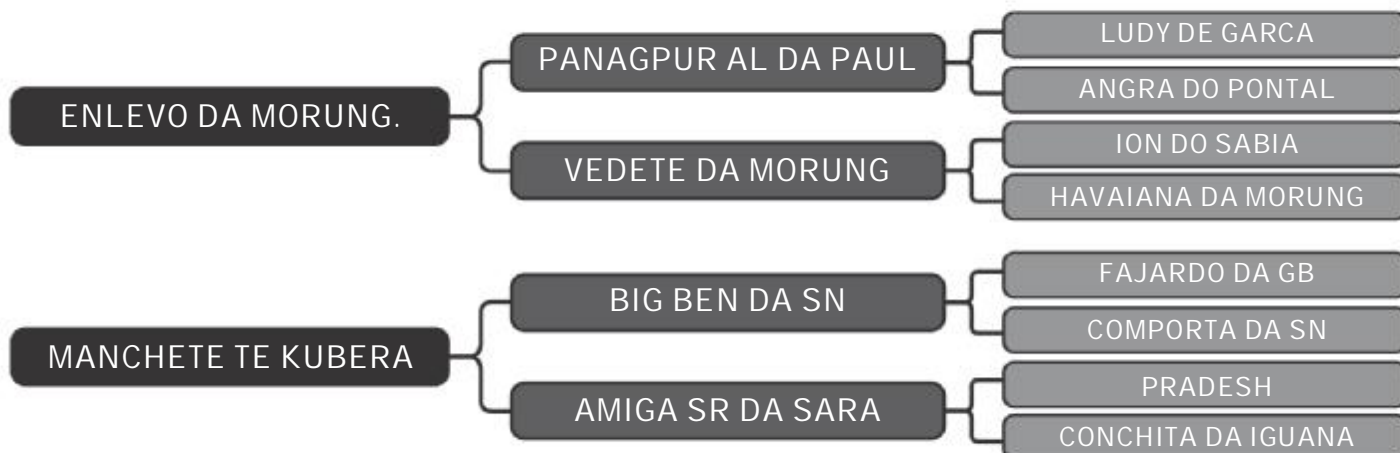 ENLEVO DA MORUNG.
PANAGPUR AL DA PAUL
LUDY DE GARCA
ANGRA DO PONTAL
VEDETE DA MORUNG
ION DO SABIA
HAVAIANA DA MORUNG
MANCHETE TE KUBERA
BIG BEN DA SN
FAJARDO DA GB
COMPORTA DA SN
AMIGA SR DA SARA
PRADESH
CONCHITA DA IGUANA